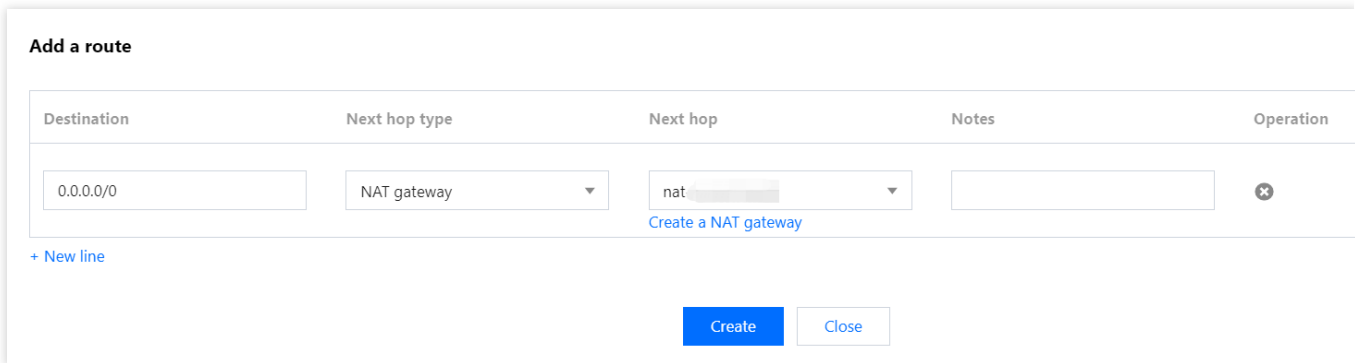 Add a route
Destination Next hop type Next hop Notes Operation
0.0.0.0/0 NAT gateway nat
Create a NAT gateway
+ New line
Create Close